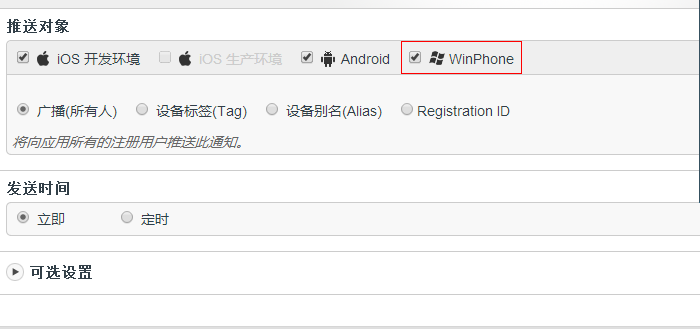 推送对象
iOS 开发环境 iOS 生产环境 Android WinPhone
广播(所有人) 设备标签(Tag) 设备别名(Alias) Registration ID
将向应用所有的注册用户推送此通知。
发送时间
立即 定时
可选设置